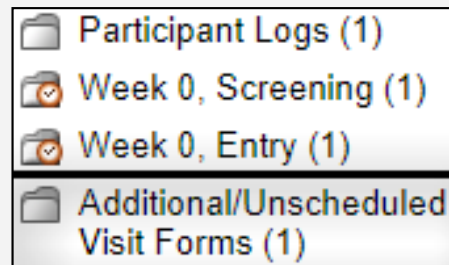 Participant Logs (1)
Week 0, Screening (1)
Week 0, Entry (1)
Additional/Unscheduled
Visit Forms (1)